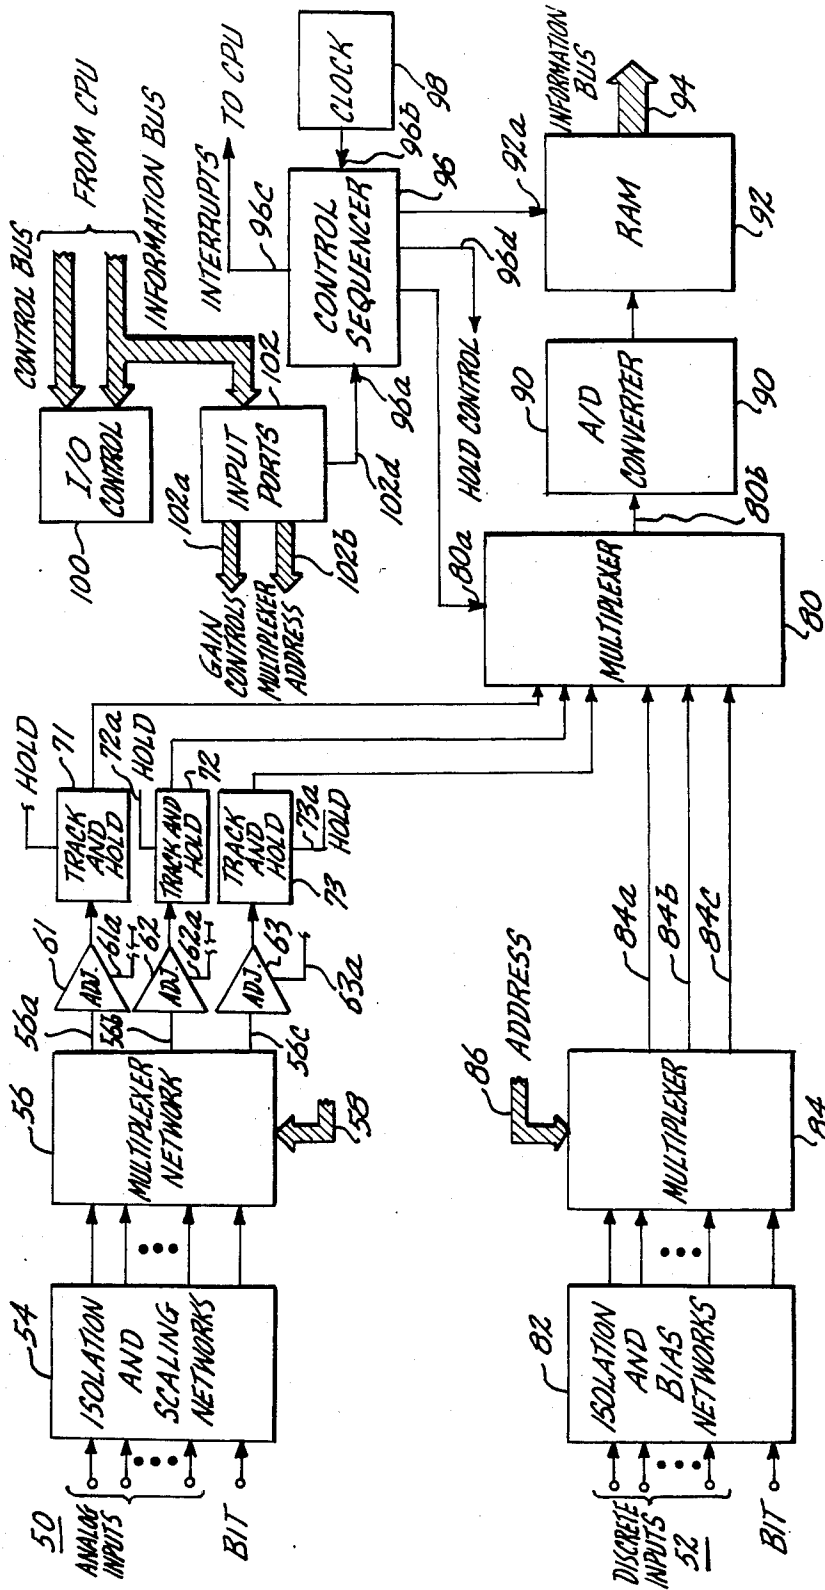 50
ANALOG
INPUTS
BIT
54
ISOLATION
AND
SCALING
NETWORKS
56
MULTIPLEXER
NETWORK
58
56a
56b
56c
61
ADJ.
61a
62
ADJ.
62a
63
ADJ.
63a
HOLD
71
TRACK
AND
HOLD
72a
HOLD
72
TRACK AND
HOLD
TRACK
AND
HOLD
73
73a
HOLD
CONTROL BUS
FROM CPU
INFORMATION BUS
I/O
CONTROL
100
102
INPUT
PORTS
102a
102b
102d
GAIN
CONTROLS
MULTIPLEXER
ADDRESS
INTERRUPTS
TO CPU
96c
CLOCK
98
96b
CONTROL
SEQUENCER
96
96a
96d
HOLD CONTROL
92a
80a
DISCRETE
INPUTS
52
BIT
82
ISOLATION
AND
BIAS
NETWORKS
86
ADDRESS
MULTIPLEXER
84
84a
84b
84c
MULTIPLEXER
80
80b
90
A/D
CONVERTER
90
RAM
92
INFORMATION
BUS
94